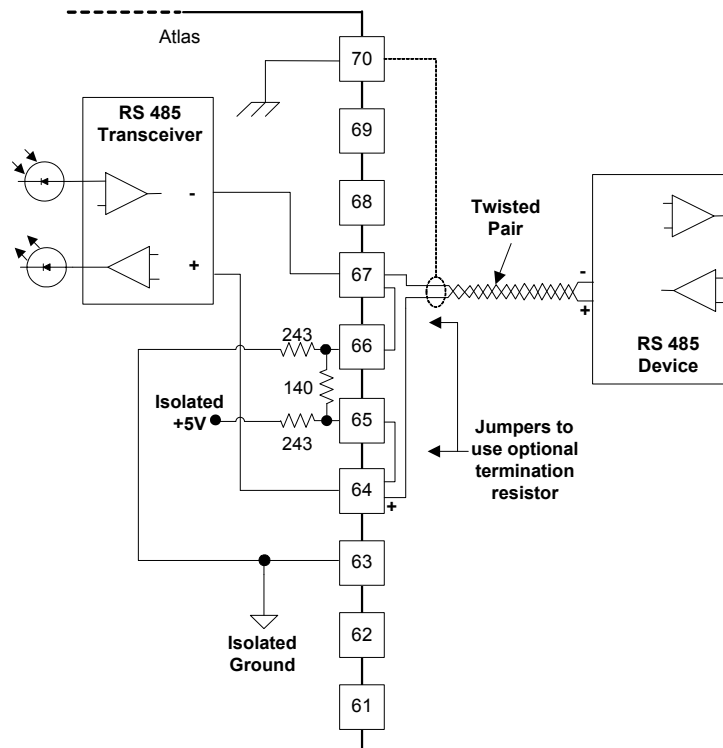 Atlas
70
RS 485
Transceiver
69
68
-
+
67
Twisted
Pair
-
+
RS 485
Device
243
66
140
Isolated
+5V
65
243
64
+
Jumpers to
use optional
termination
resistor
63
Isolated
Ground
62
61